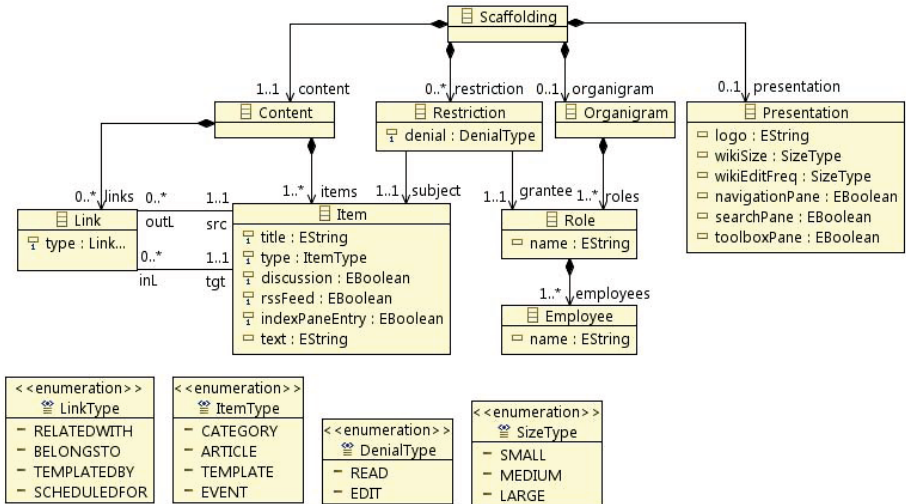 Scaffolding
1..1 content
0..* restriction
0..1 organigram
0..1 presentation
Content
Restriction
denial : DenialType
Organigram
Presentation
logo : EString
wikiSize : SizeType
wikiEditFreq : SizeType
navigationPane : EBoolean
searchPane : EBoolean
toolboxPane : EBoolean
0..* links
1..* items
1..1 subject
1..1 grantee
1..* roles
Link
type : Link...
0..* 1..1
outL src
0..* 1..1
inL tgt
Item
title : EString
type : ItemType
discussion : EBoolean
rssFeed : EBoolean
indexPaneEntry : EBoolean
text : EString
Role
name : EString
1..* employees
Employee
name : EString
<<enumeration>>
LinkType
RELATEDWITH
BELONGSTO
TEMPLATEDBY
SCHEDULEDFOR
<<enumeration>>
ItemType
CATEGORY
ARTICLE
TEMPLATE
EVENT
<<enumeration>>
DenialType
READ
EDIT
<<enumeration>>
SizeType
SMALL
MEDIUM
LARGE